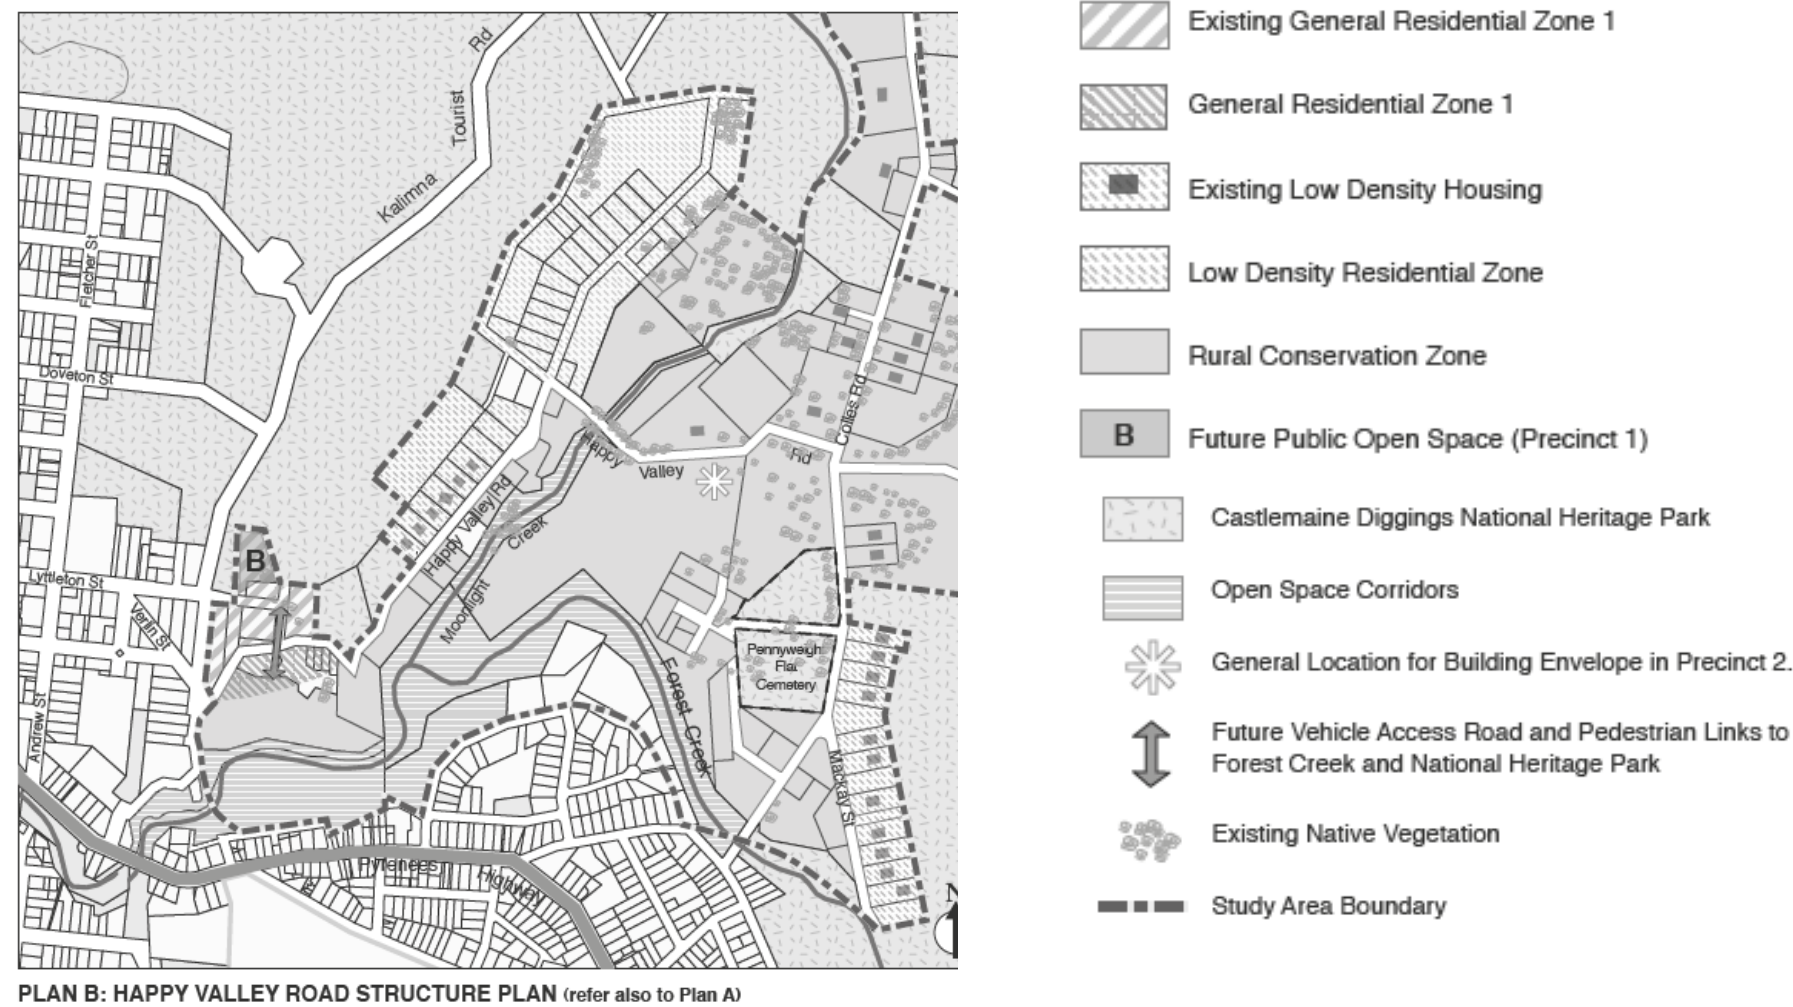 Rd
Tourist
Kalimna
Fletcher St
Doveton St
Colles Rd
Happy
Valley
Rd
Happy Valley Rd
Creek
Moonlight
B
Lyttleton St
Verin St
Pennyweigh
Flat
Cemetery
Forest
Creek
Andrew St
Mackay St
Pyrenees
Highway
N
PLAN B: HAPPY VALLEY ROAD STRUCTURE PLAN (refer also to Plan A)
Existing General Residential Zone 1
General Residential Zone 1
Existing Low Density Housing
Low Density Residential Zone
Rural Conservation Zone
B
Future Public Open Space (Precinct 1)
Castlemaine Diggings National Heritage Park
Open Space Corridors
General Location for Building Envelope in Precinct 2.
Future Vehicle Access Road and Pedestrian Links to
Forest Creek and National Heritage Park
Existing Native Vegetation
Study Area Boundary